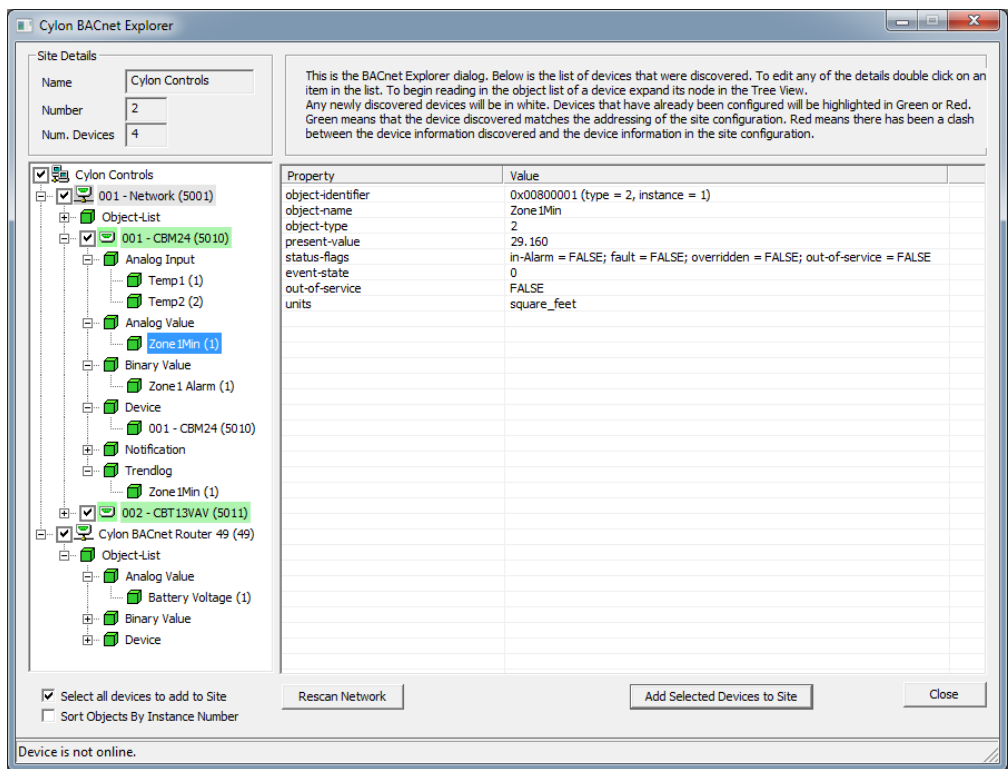 Cylon BACnet Explorer
Site Details
Name Cylon Controls
Number 2
Num. Devices 4
This is the BACnet Explorer dialog. Below is the list of devices that were discovered. To edit any of the details double click on an
item in the list. To begin reading in the object list of a device expand its node in the Tree View.
Any newly discovered devices will be in white. Devices that have already been configured will be highlighted in Green or Red.
Green means that the device discovered matches the addressing of the site configuration. Red means there has been a clash
between the device information discovered and the device information in the site configuration.
Cylon Controls
001 - Network (5001)
Object-List
001 - CBM24 (5010)
Analog Input
Temp1 (1)
Temp2 (2)
Analog Value
Zone1Min (1)
Binary Value
Zone1 Alarm (1)
Device
001 - CBM24 (5010)
Notification
Trendlog
Zone1Min (1)
002 - CBT13VAV (5011)
Cylon BACnet Router 49 (49)
Object-List
Analog Value
Battery Voltage (1)
Binary Value
Device
Property Value
object-identifier 0x00800001 (type = 2, instance = 1)
object-name Zone1Min
object-type 2
present-value 29.160
status-flags in-Alarm = FALSE; fault = FALSE; overridden = FALSE; out-of-service = FALSE
event-state 0
out-of-service FALSE
units square_feet
Select all devices to add to Site
Sort Objects By Instance Number
Rescan Network
Add Selected Devices to Site
Close
Device is not online.